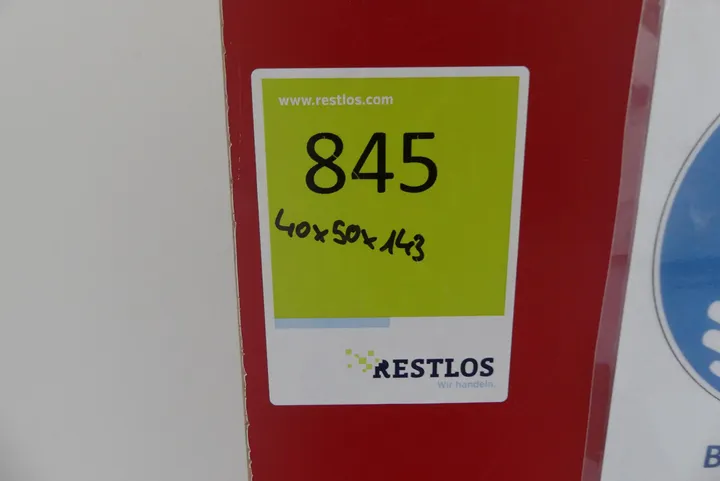 www.restlos.com
845
40x50x143
RESTLOS
Wir handeln.
B